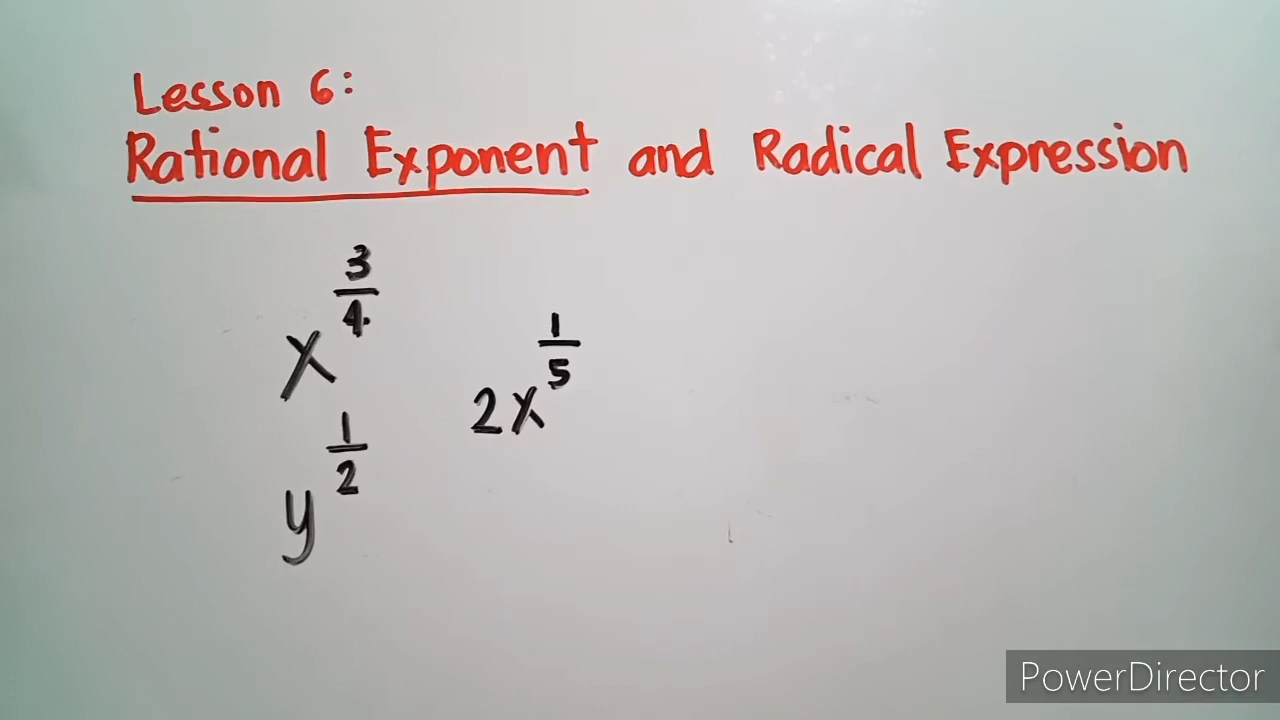 Lesson 6:
Rational Exponent and Radical Expression
x^(3/4)
2x^(1/5)
y^(1/2)
PowerDirector